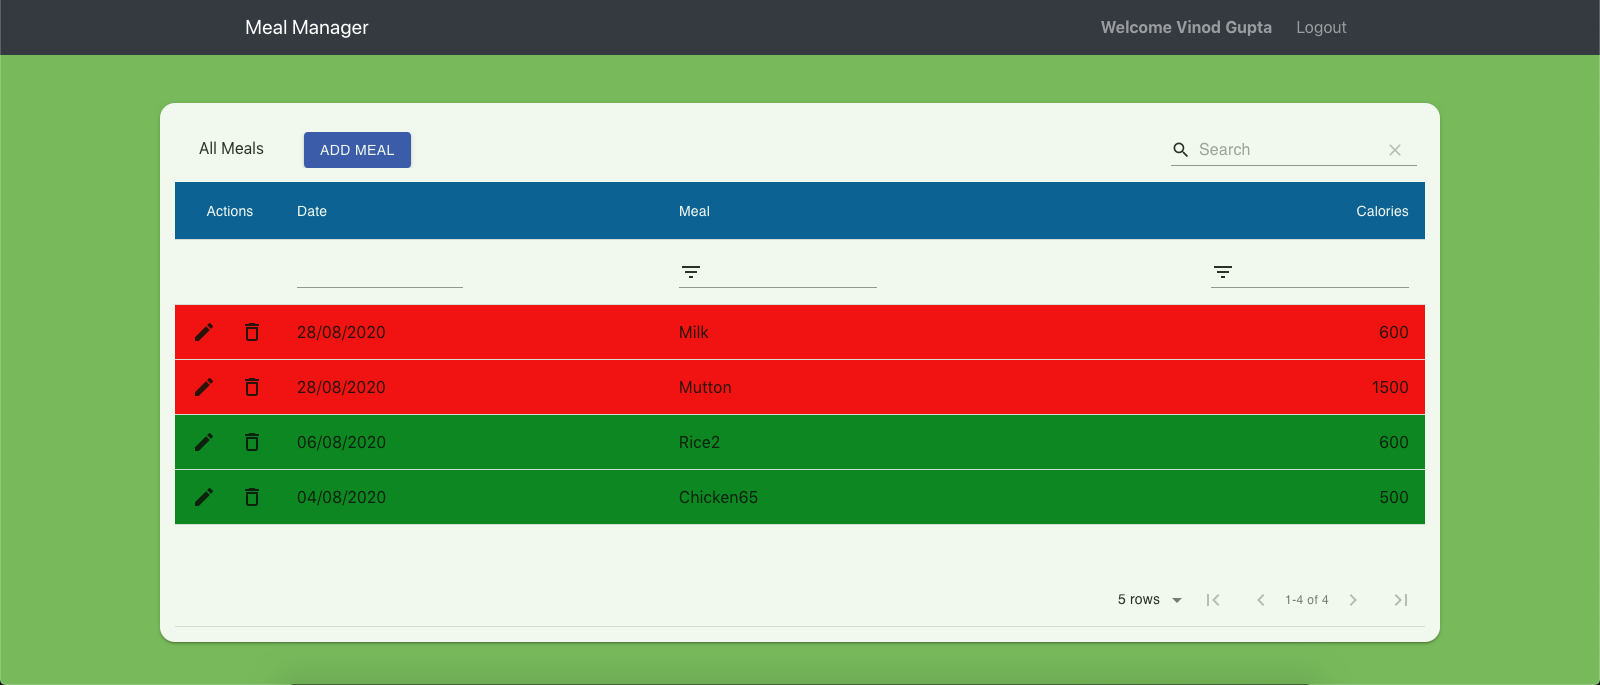 Meal Manager Welcome Vinod Gupta Logout
All Meals ADD MEAL Search
Actions Date Meal Calories
28/08/2020 Milk 600
28/08/2020 Mutton 1500
06/08/2020 Rice2 600
04/08/2020 Chicken65 500
5 rows 1-4 of 4